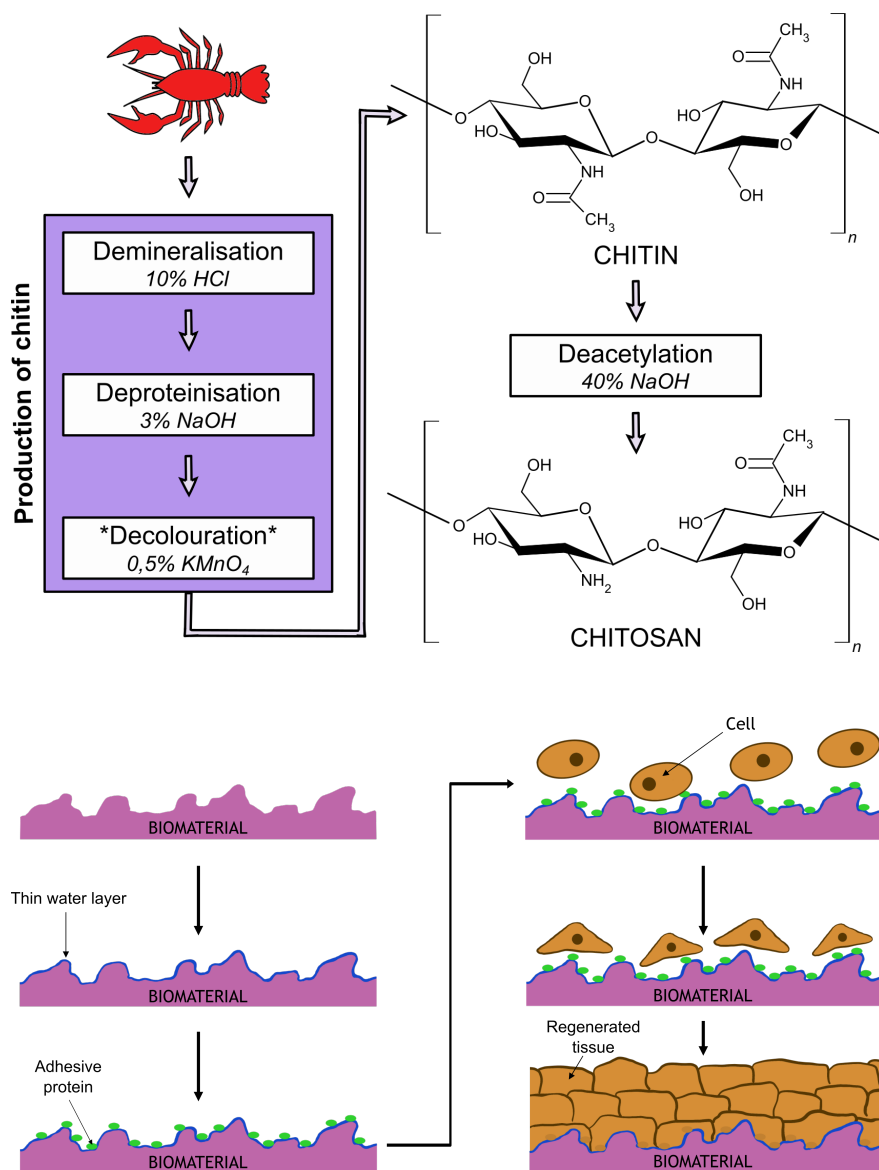 Production of chitin
Demineralisation
10% HCl
Deproteinisation
3% NaOH
*Decolouration*
0,5% KMnO₄
OH
O
O
HO
NH
O
CH₃
O
O
CH₃
NH
HO
O
OH
n
CHITIN
Deacetylation
40% NaOH
OH
O
O
HO
NH₂
O
O
CH₃
NH
HO
O
OH
n
CHITOSAN
BIOMATERIAL
Thin water layer
BIOMATERIAL
Adhesive
protein
BIOMATERIAL
Cell
BIOMATERIAL
BIOMATERIAL
Regenerated
tissue
BIOMATERIAL